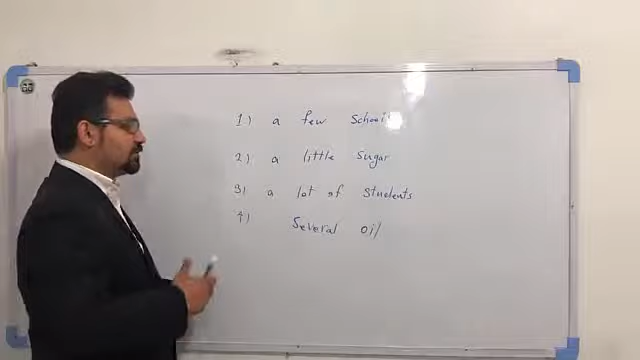 1) a few Schools
2) a little Sugar
3) a lot of students
4) Several oil